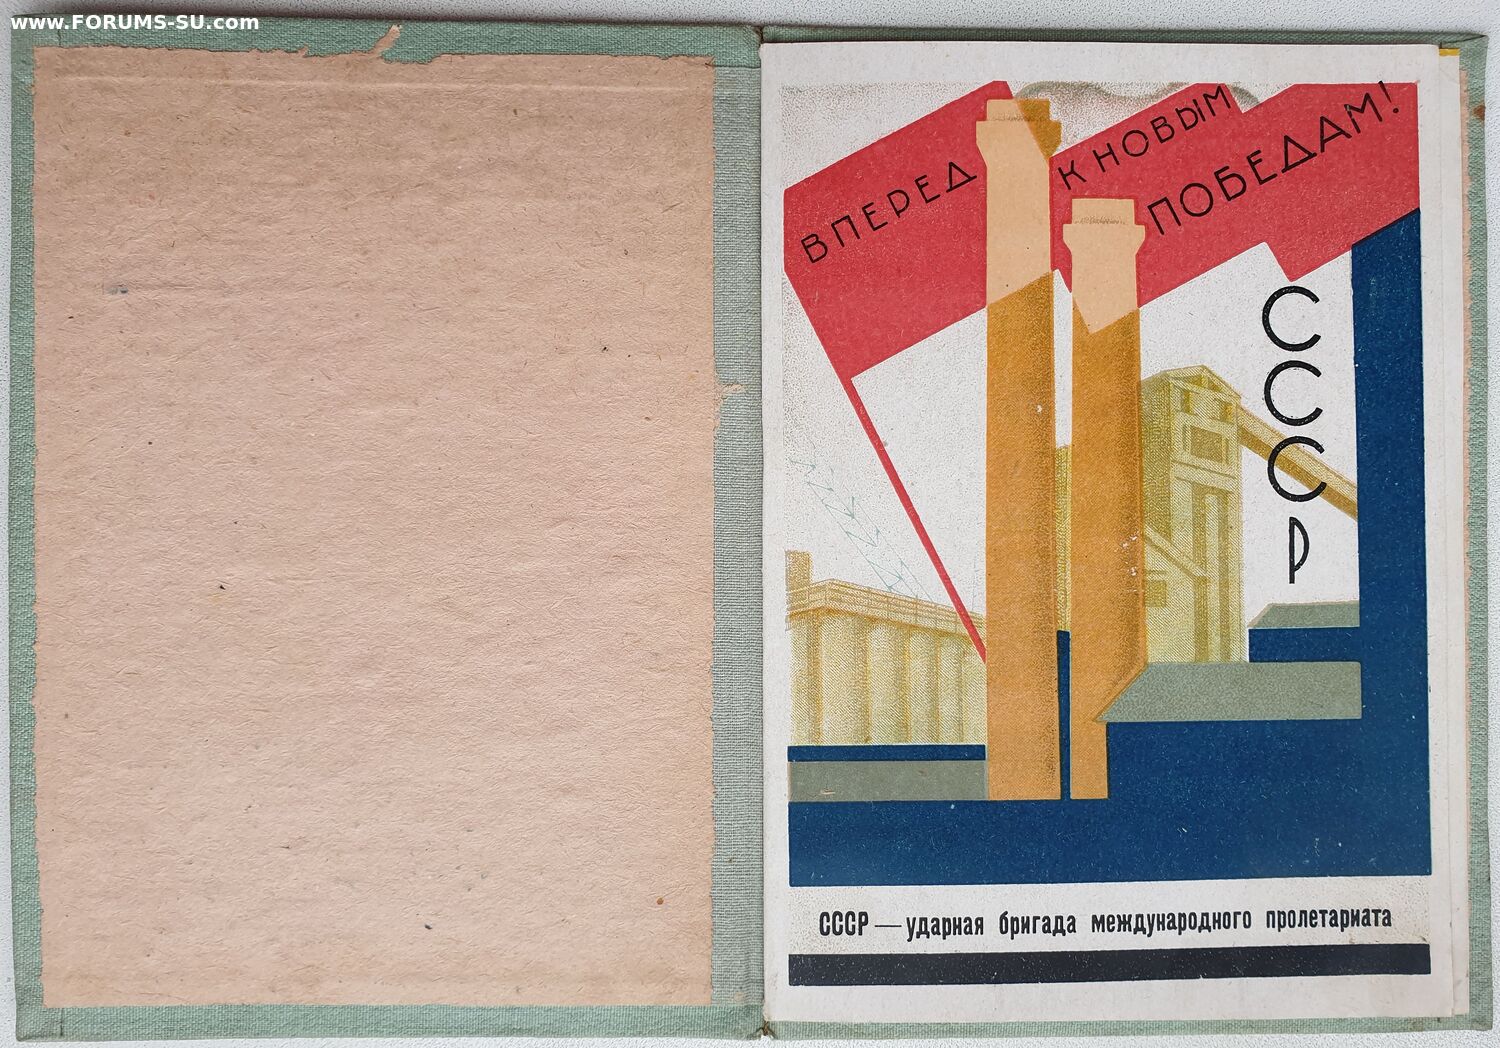 www.FORUMS-SU.com
ВПЕРЕД К НОВЫМ
ПОБЕДАМ!
СССР
СССР — ударная бригада международного пролетариата